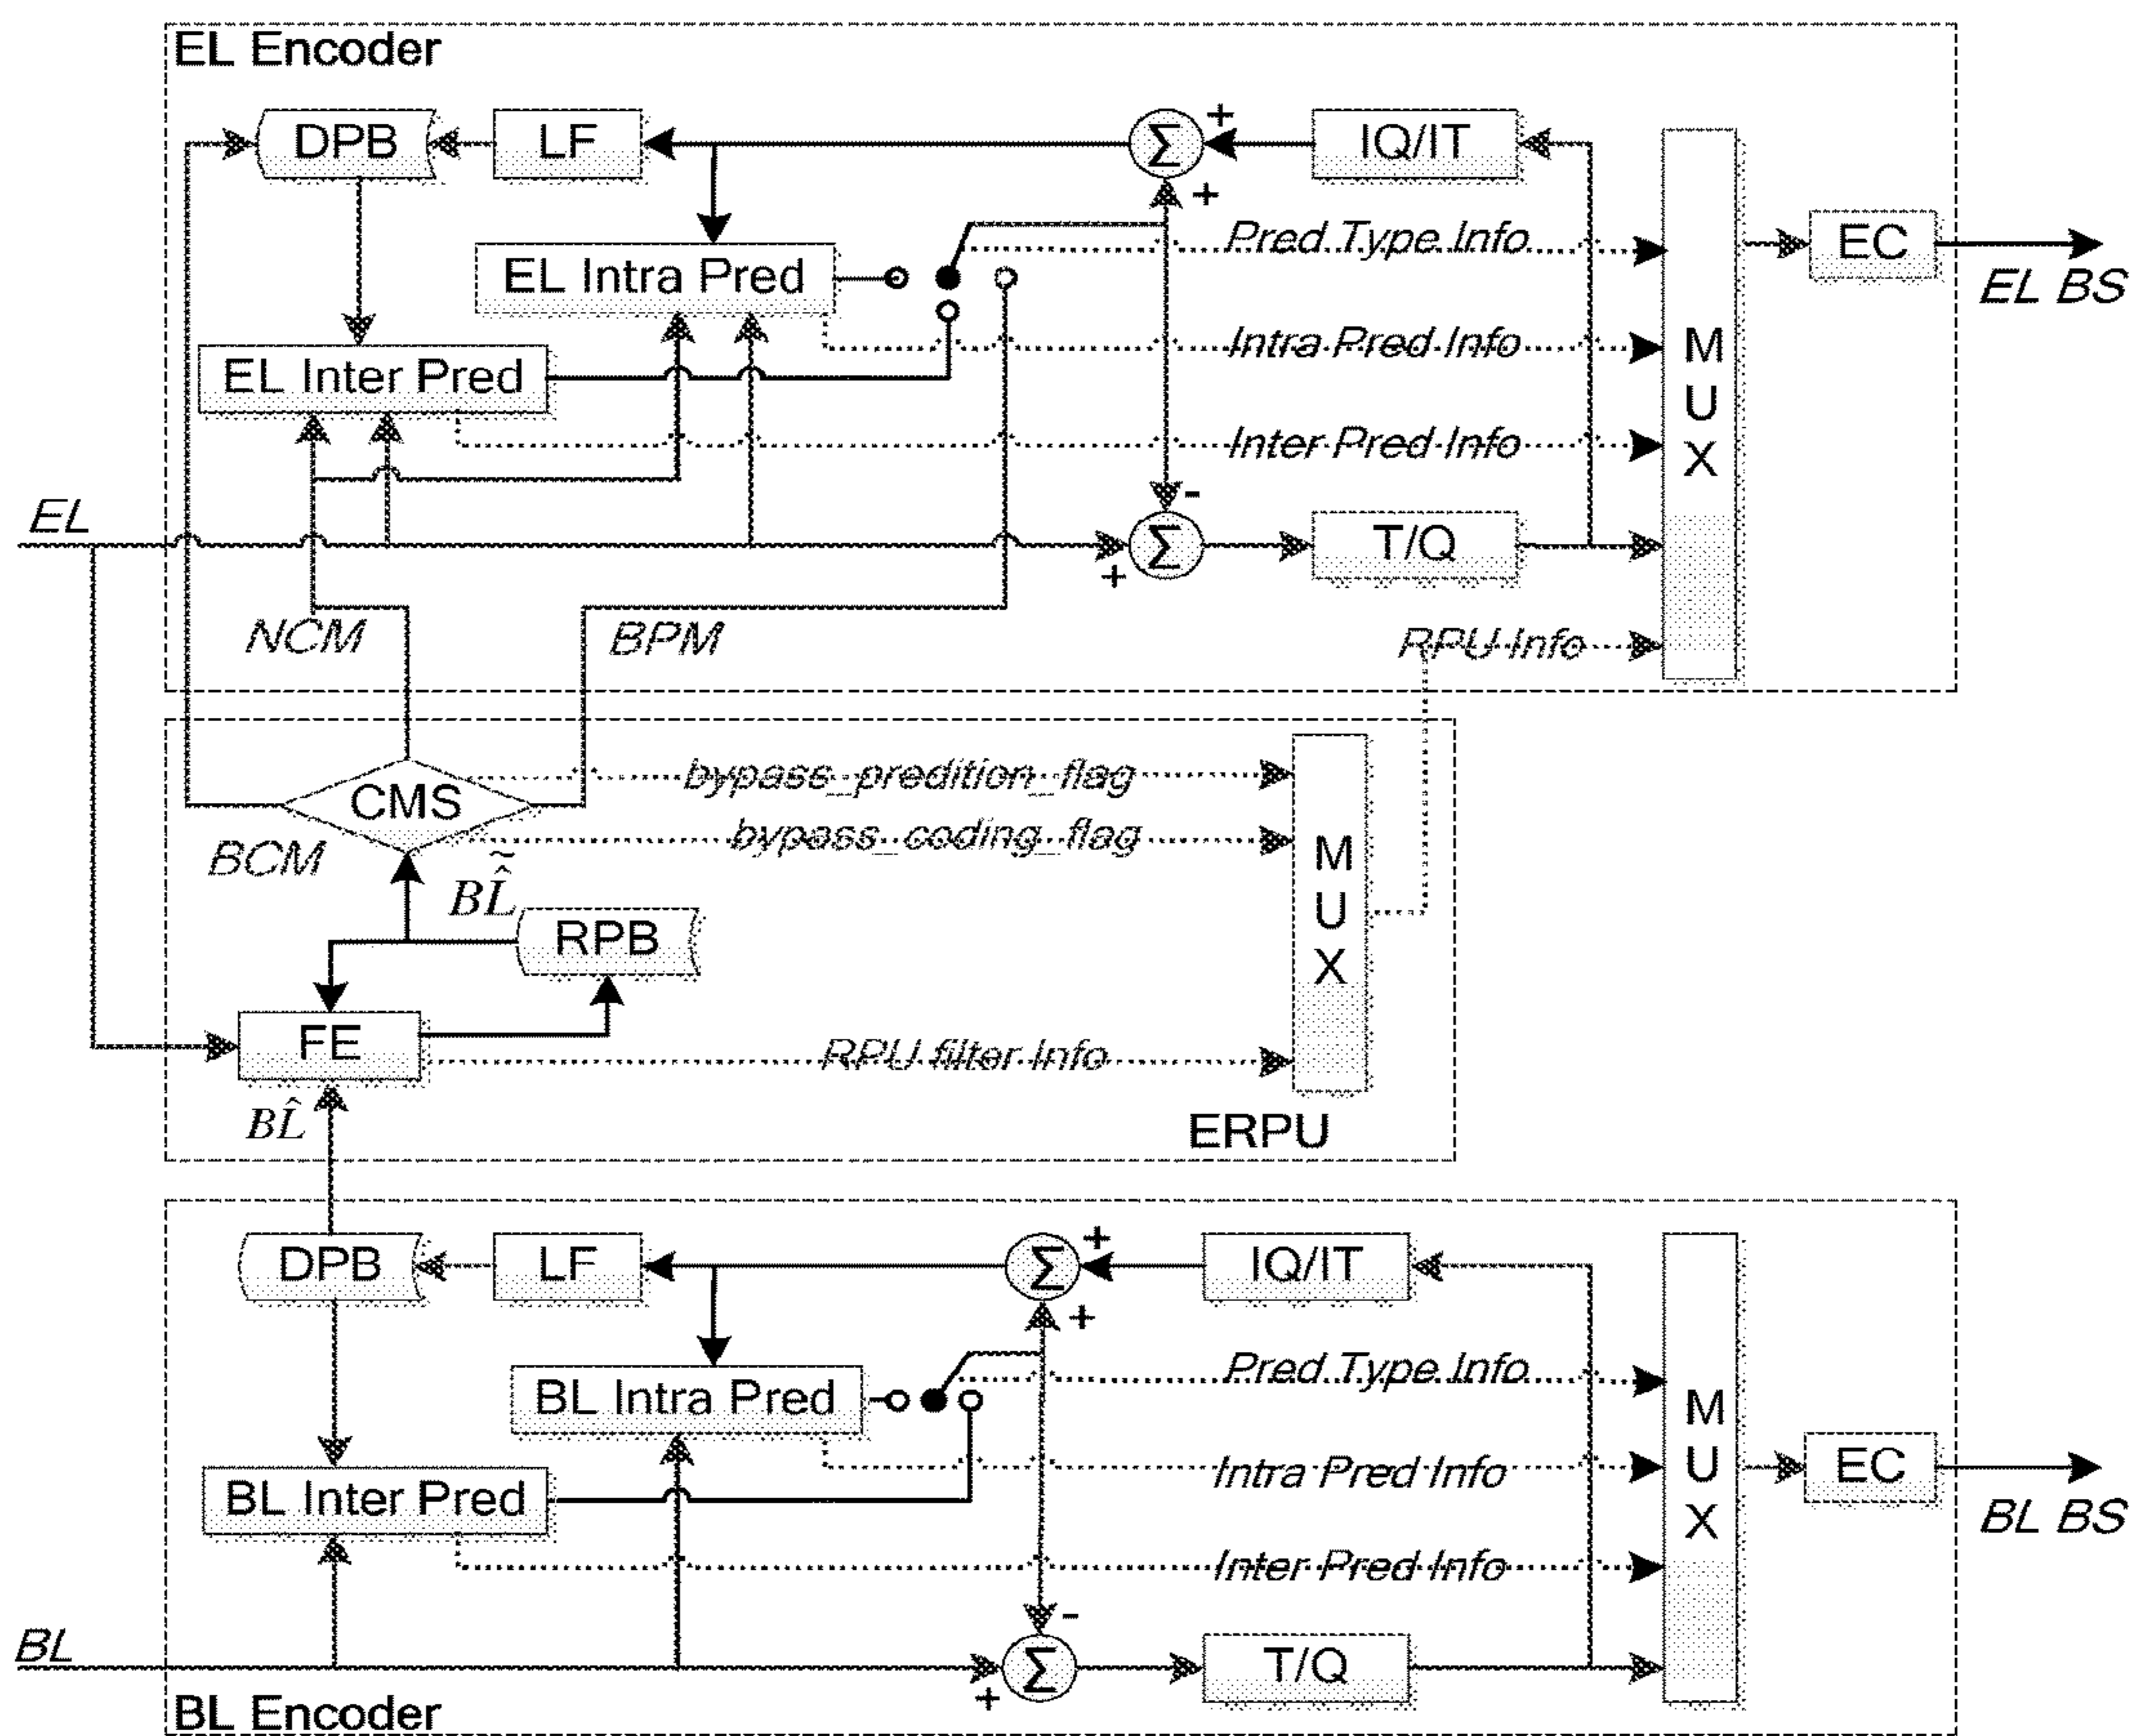 EL Encoder
DPB
LF
Σ
+
+
IQ/IT
Pred Type Info
EL Intra Pred
EC
EL BS
M
U
X
Intra Pred Info
EL Inter Pred
Inter Pred Info
EL
-
Σ
+
T/Q
NCM
BPM
RPU Info
bypass_predition_flag
CMS
bypass_coding_flag
BCM
B\tilde{\hat{L}}
RPB
M
U
X
FE
RPU filter Info
B\hat{L}
ERPU
DPB
LF
Σ
+
+
IQ/IT
Pred Type Info
BL Intra Pred
M
U
X
EC
BL BS
Intra Pred Info
BL Inter Pred
Inter Pred Info
BL
-
Σ
+
T/Q
BL Encoder